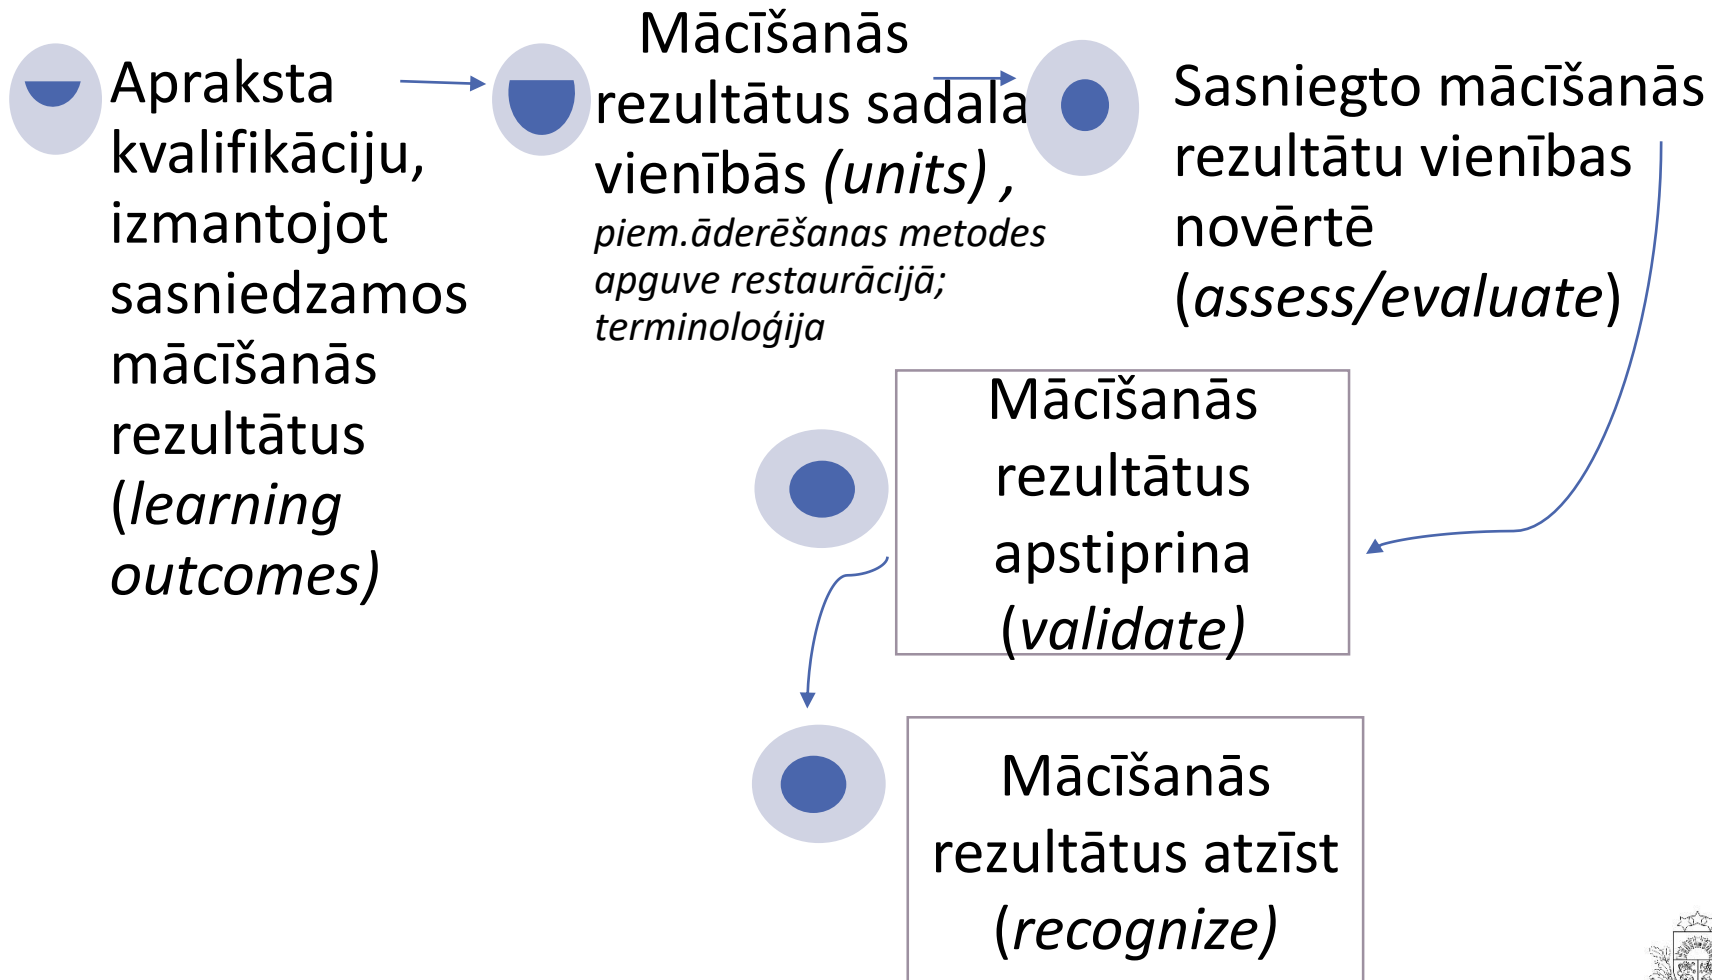 Apraksta
kvalifikāciju,
izmantojot
sasniedzamos
mācīšanās
rezultātus
(learning
outcomes)
Mācīšanās
rezultātus sadala
vienībās (units) ,
piem.āderēšanas metodes
apguve restaurācijā;
terminoloģija
Sasniegto mācīšanās
rezultātu vienības
novērtē
(assess/evaluate)
Mācīšanās
rezultātus
apstiprina
(validate)
Mācīšanās
rezultātus atzīst
(recognize)